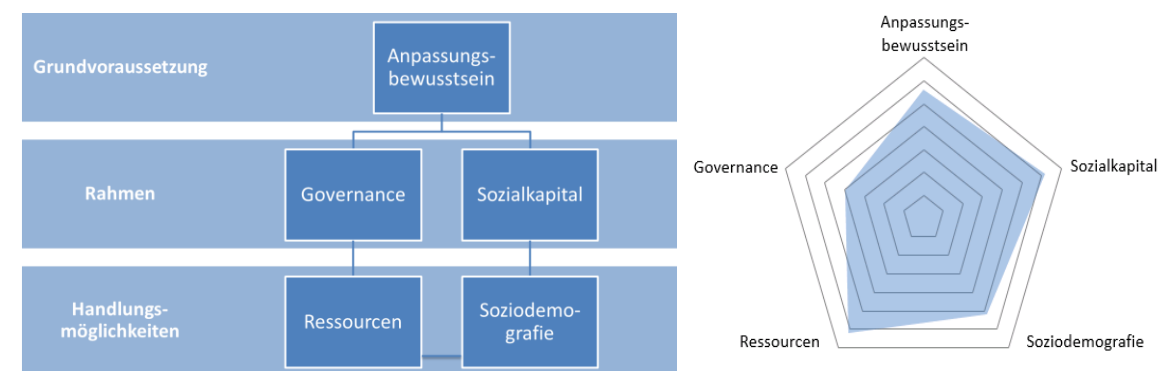 Grundvoraussetzung
Anpassungs-
bewusstsein
Rahmen
Governance
Sozialkapital
Handlungs-
möglichkeiten
Ressourcen
Soziodemo-
grafie
Anpassungs-
bewusstsein
Governance
Sozialkapital
Ressourcen
Soziodemografie